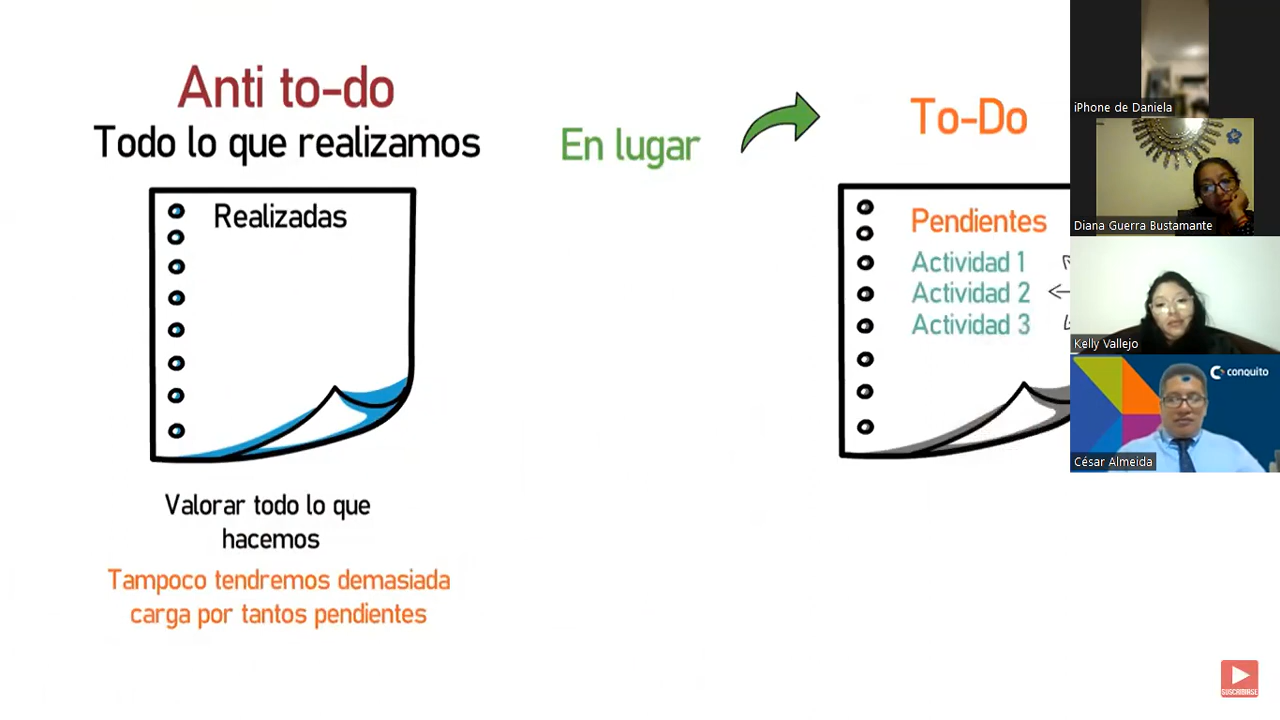 Anti to-do
Todo lo que realizamos
Realizadas
Valorar todo lo que
hacemos
Tampoco tendremos demasiada
carga por tantos pendientes
En lugar
To-Do
Pendientes
Actividad 1
Actividad 2
Actividad 3
iPhone de Daniela
Diana Guerra Bustamante
Kelly Vallejo
conquito
César Almeida
SUSCRIBIRSE